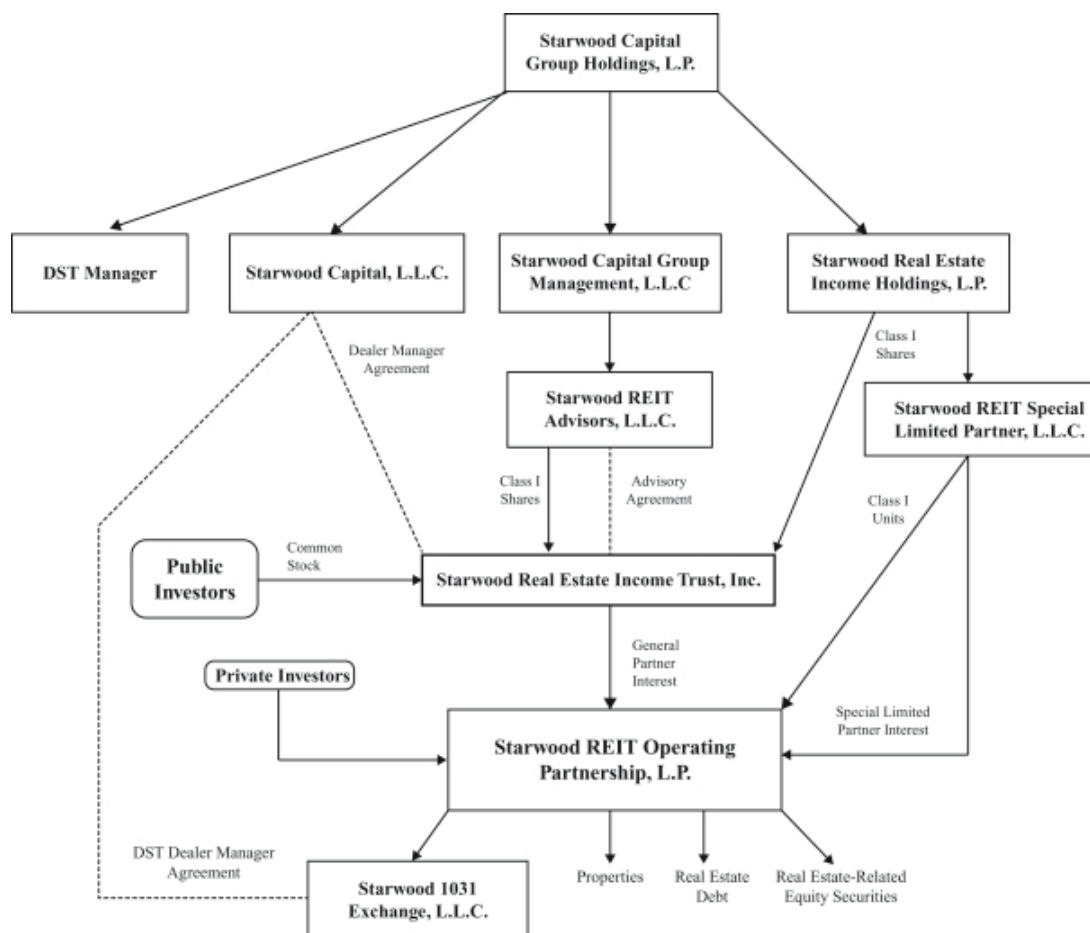 Starwood Capital
Group Holdings, L.P.
DST Manager
Starwood Capital, L.L.C.
Starwood Capital Group
Management, L.L.C
Starwood Real Estate
Income Holdings, L.P.
Dealer Manager
Agreement
Class I
Shares
Starwood REIT
Advisors, L.L.C.
Starwood REIT Special
Limited Partner, L.L.C.
Class I
Shares
Advisory
Agreement
Class I
Units
Public
Investors
Common
Stock
Starwood Real Estate Income Trust, Inc.
General
Partner
Interest
Private Investors
Special Limited
Partner Interest
Starwood REIT Operating
Partnership, L.P.
DST Dealer Manager
Agreement
Starwood 1031
Exchange, L.L.C.
Properties
Real Estate
Debt
Real Estate-Related
Equity Securities